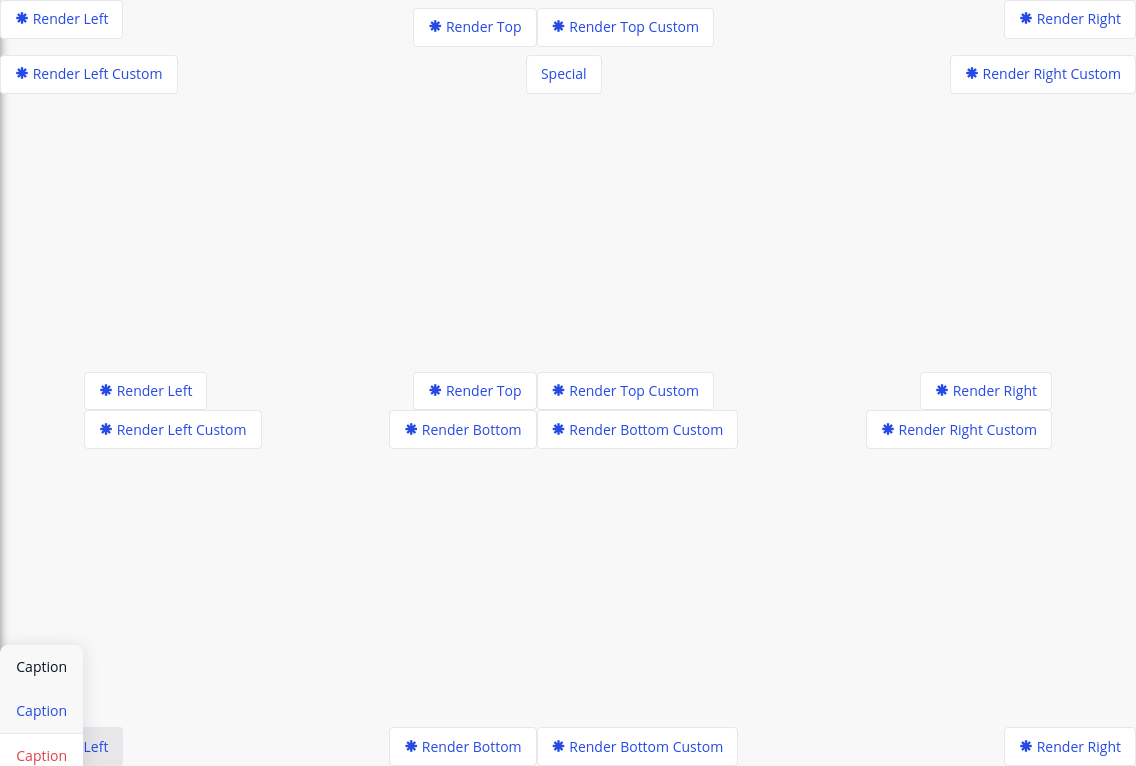 Render Left
Render Top
Render Top Custom
Render Right
Render Left Custom
Special
Render Right Custom
Render Left
Render Top
Render Top Custom
Render Right
Render Left Custom
Render Bottom
Render Bottom Custom
Render Right Custom
Caption
Caption
Caption
Left
Render Bottom
Render Bottom Custom
Render Right